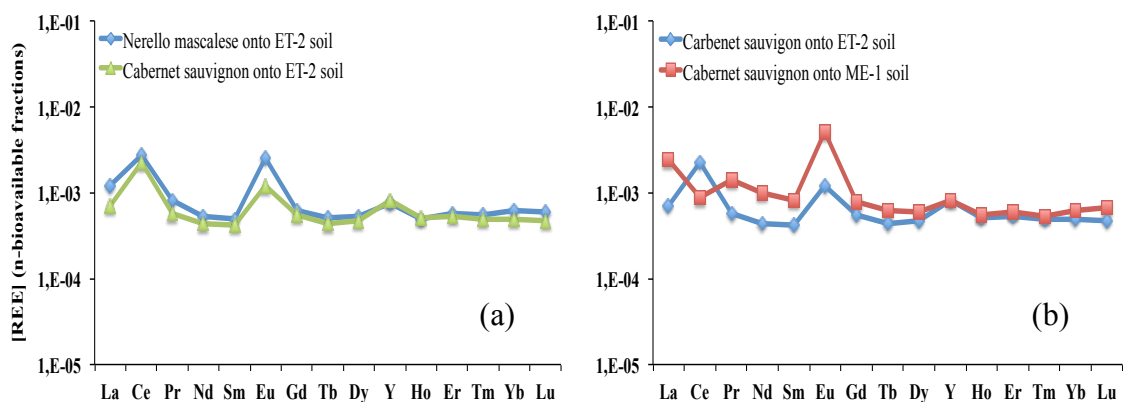 [REE] (n-bioavailable fractions)
1,E-01
1,E-02
1,E-03
1,E-04
1,E-05
Nerello mascalese onto ET-2 soil
Cabernet sauvignon onto ET-2 soil
(a)
La Ce Pr Nd Sm Eu Gd Tb Dy Y Ho Er Tm Yb Lu
1,E-01
1,E-02
1,E-03
1,E-04
1,E-05
Carbenet sauvigon onto ET-2 soil
Cabernet sauvignon onto ME-1 soil
(b)
La Ce Pr Nd Sm Eu Gd Tb Dy Y Ho Er Tm Yb Lu